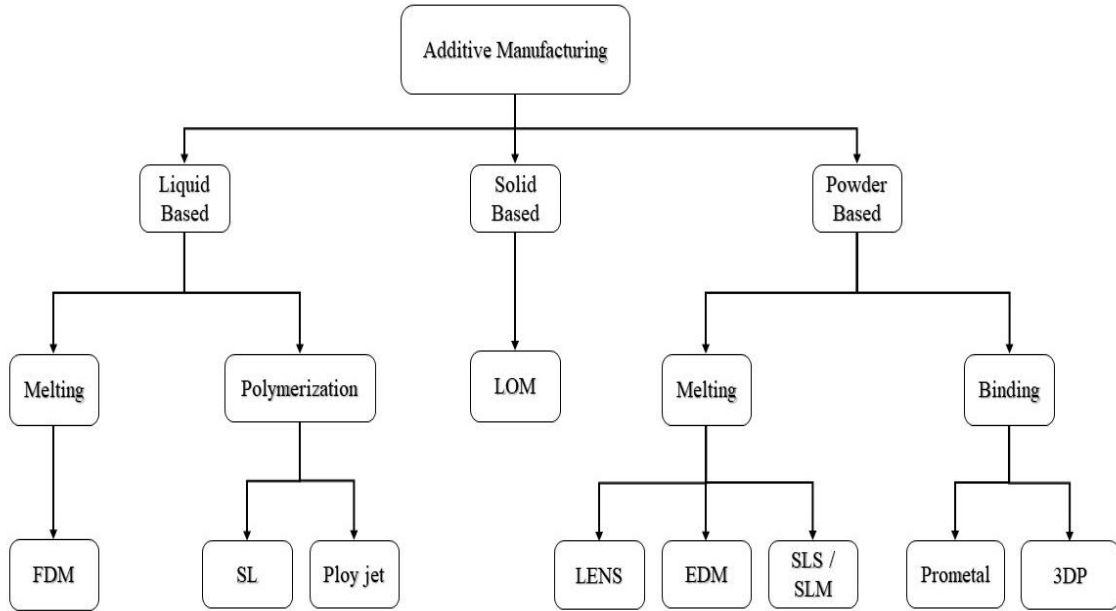 Additive Manufacturing
Liquid
Based
Solid
Based
Powder
Based
Melting
Polymerization
LOM
Melting
Binding
FDM
SL
Ploy jet
LENS
EDM
SLS /
SLM
Prometal
3DP